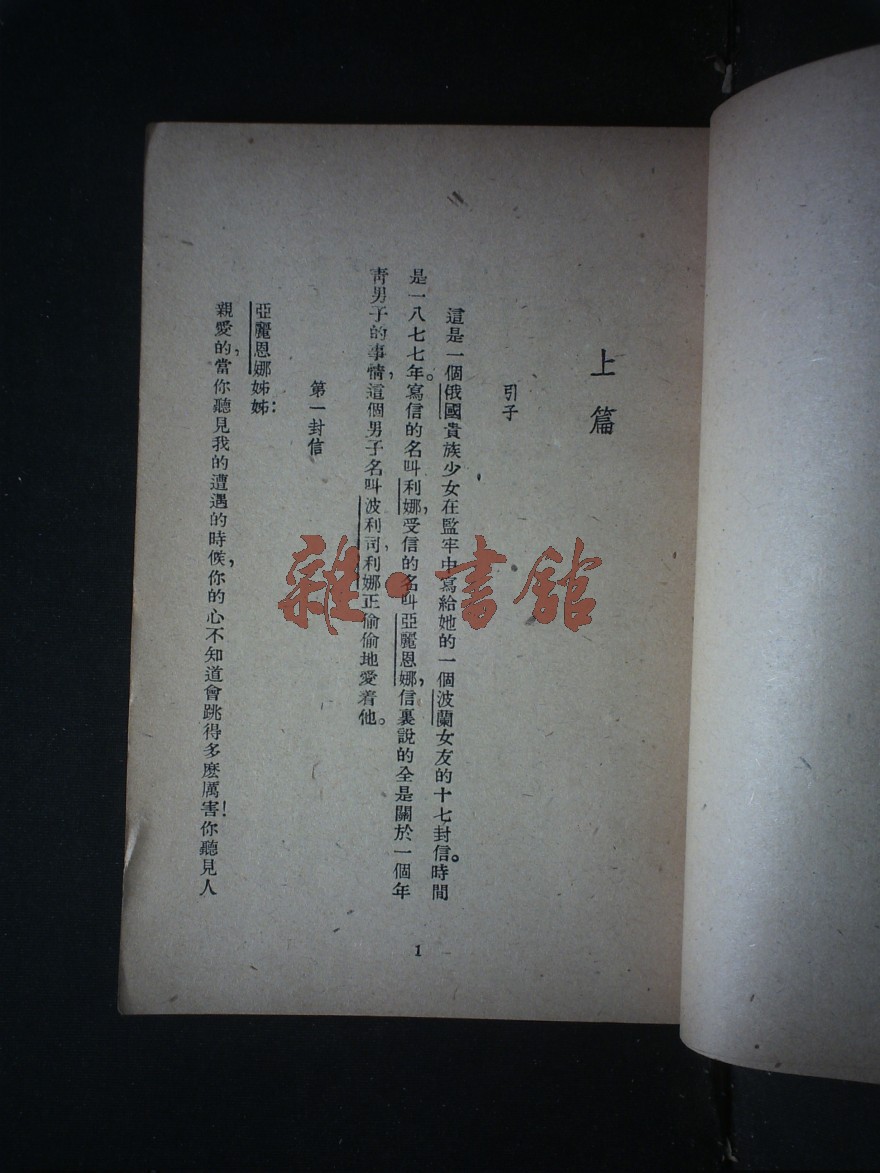 上篇
引子
這是一個俄國貴族少女在監牢中寫給她的一個波蘭女友的十七封信。時間
是一八七七年。寫信的名叫利娜,受信的名叫亞麗恩娜,信裏說的全是關於一個年
青男子的事情,這個男子名叫波利司,利娜正偷偷地愛着他。
第一封信
亞麗恩娜姊姊:
親愛的,當你聽見我的遭遇的時候,你的心不知道會跳得多麽厲害!你聽見人
1
雜·書館